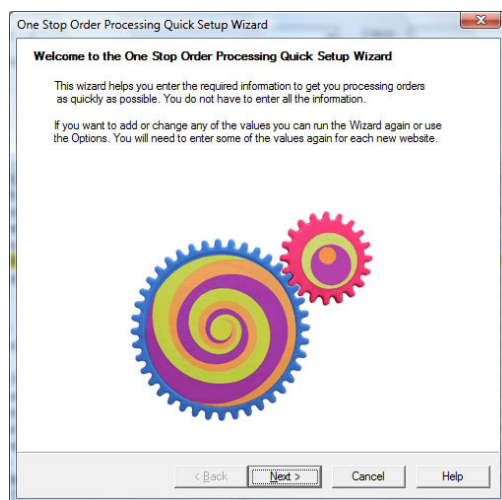 One Stop Order Processing Quick Setup Wizard
Welcome to the One Stop Order Processing Quick Setup Wizard
This wizard helps you enter the required information to get you processing orders
as quickly as possible. You do not have to enter all the information.
If you want to add or change any of the values you can run the Wizard again or use
the Options. You will need to enter some of the values again for each new website.
< Back
Next >
Cancel
Help